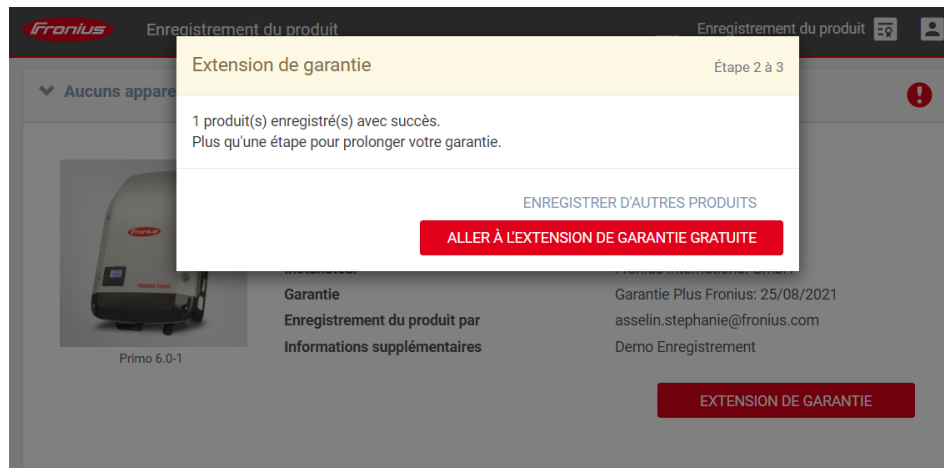 Fronius
Enregistrement du produit
Enregistrement du produit
Extension de garantie
Étape 2 à 3
Aucuns appare
1 produit(s) enregistré(s) avec succès.
Plus qu'une étape pour prolonger votre garantie.
ENREGISTRER D'AUTRES PRODUITS
ALLER À L'EXTENSION DE GARANTIE GRATUITE
Fronius
Garantie
Garantie Plus Fronius: 25/08/2021
Enregistrement du produit par
asselin.stephanie@fronius.com
Informations supplémentaires
Demo Enregistrement
Primo 6.0-1
EXTENSION DE GARANTIE